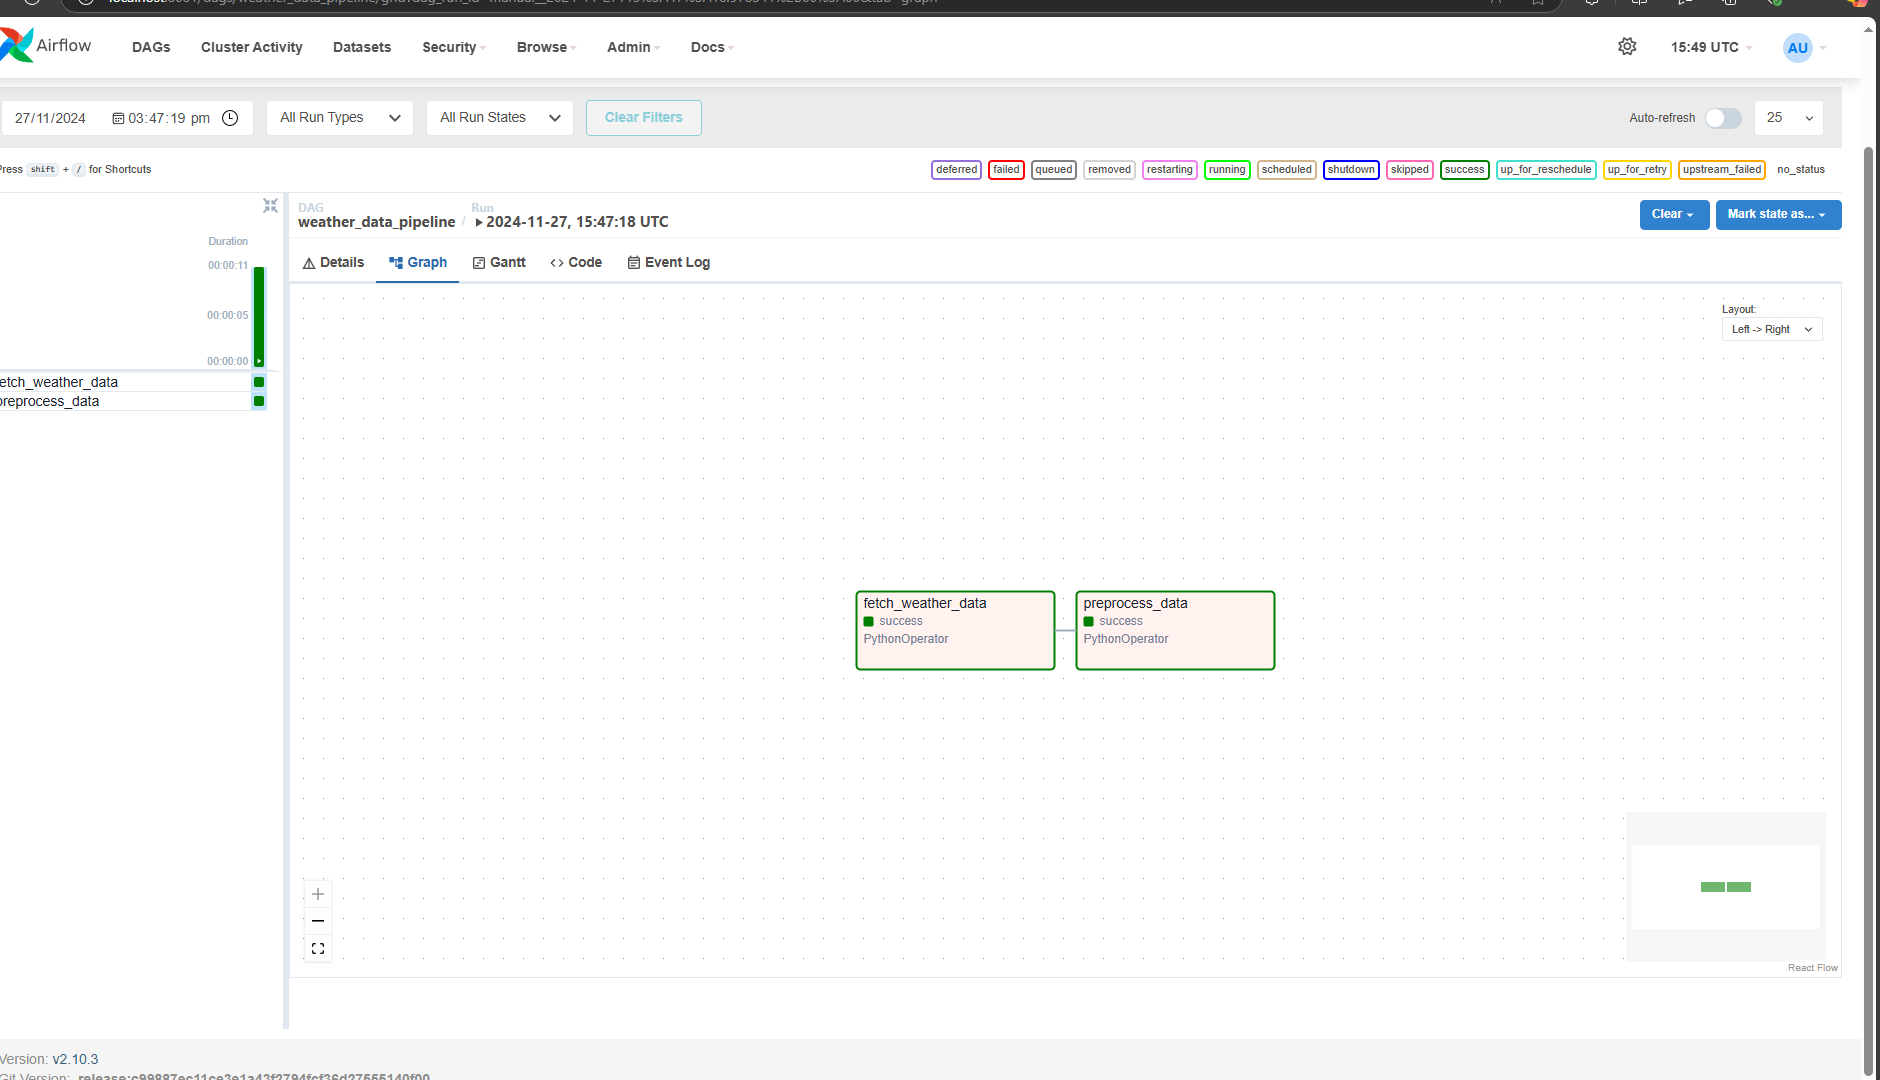 Airflow
DAGs Cluster Activity Datasets Security Browse Admin Docs 15:49 UTC AU
27/11/2024 03:47:19 pm All Run Types All Run States Clear Filters Auto-refresh 25
Press shift + / for Shortcuts deferred failed queued removed restarting running scheduled shutdown skipped success up_for_reschedule up_for_retry upstream_failed no_status
DAG Run
weather_data_pipeline / 2024-11-27, 15:47:18 UTC Clear Mark state as...
Duration
00:00:11
00:00:05
00:00:00
etch_weather_data
preprocess_data
Details Graph Gantt Code Event Log
Layout:
Left -> Right
fetch_weather_data
success
PythonOperator
preprocess_data
success
PythonOperator
React Flow
Version: v2.10.3
Git Version: .release:c99887ec11ce3e1a43f2794fcf36d27555140f00